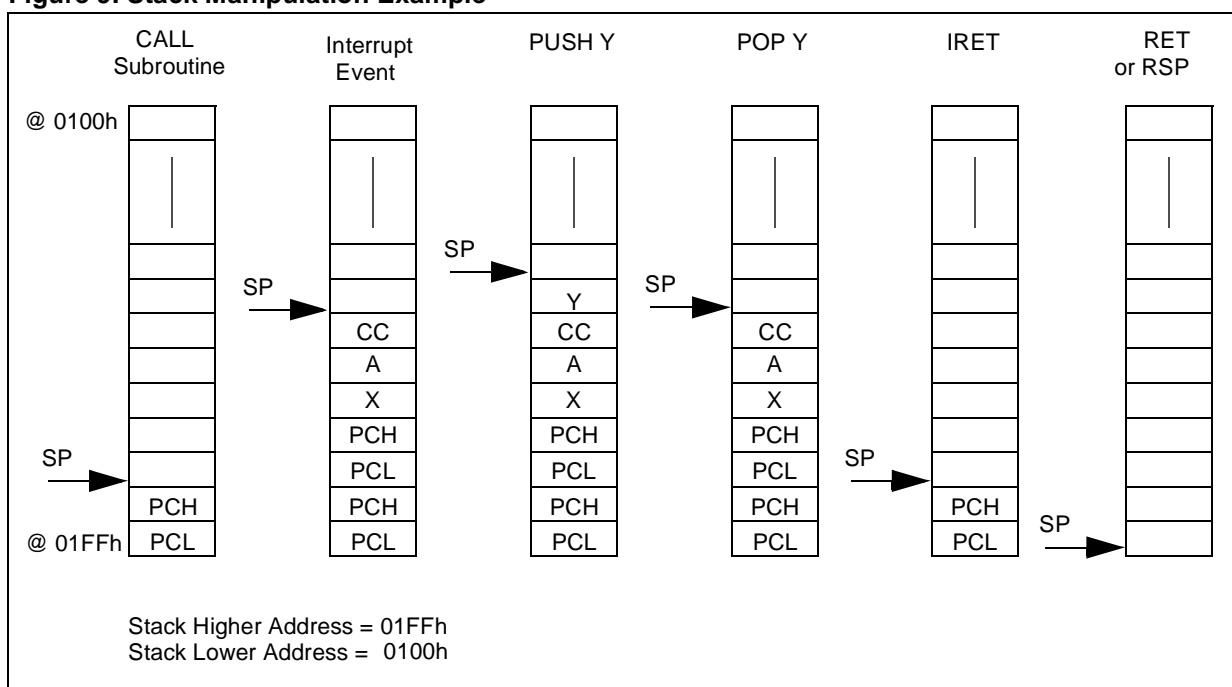 Figure 9. Stack Manipulation Example
CALL
Subroutine
Interrupt
Event
PUSH Y
POP Y
IRET
RET
or RSP
@ 0100h
SP
PCH
@ 01FFh
PCL
SP
CC
A
X
PCH
PCL
PCH
PCL
SP
Y
CC
A
X
PCH
PCL
PCH
PCL
SP
CC
A
X
PCH
PCL
PCH
PCL
SP
PCH
PCL
SP
Stack Higher Address = 01FFh
Stack Lower Address = 0100h